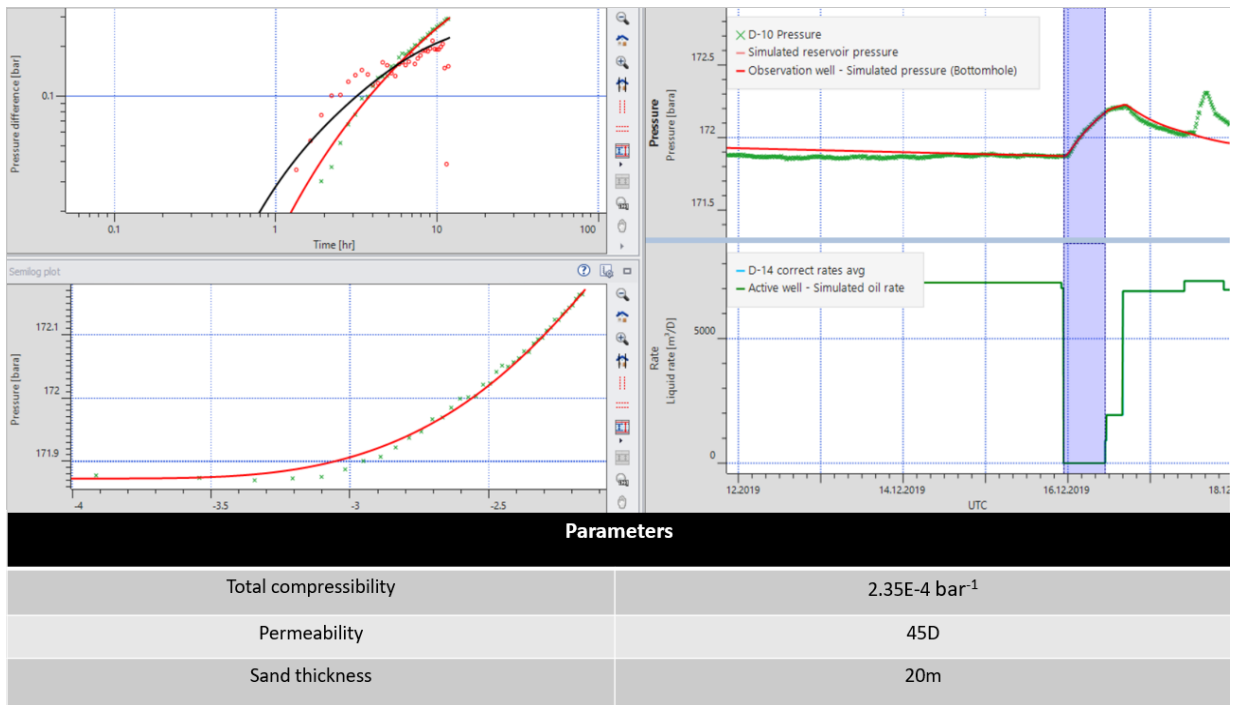 Pressure difference [bar]
0.1
0.1
1
10
100
Time [hr]
Semilog plot
Pressure [bara]
172.1
172
171.9
-4
-3.5
-3
-2.5
Pressure
Pressure [bara]
172.5
172
171.5
D-10 Pressure
Simulated reservoir pressure
Observation well - Simulated pressure (Bottomhole)
Rate
Liquid rate [m³/D]
5000
0
D-14 correct rates avg
Active well - Simulated oil rate
12.2019
14.12.2019
16.12.2019
18.12
UTC
Parameters
Total compressibility 2.35E-4 bar⁻¹
Permeability 45D
Sand thickness 20m